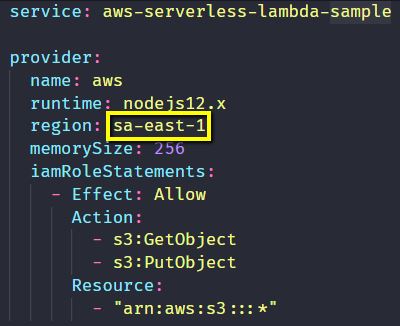 service: aws-serverless-lambda-sample
provider:
name: aws
runtime: nodejs12.x
region: sa-east-1
memorySize: 256
iamRoleStatements:
- Effect: Allow
Action:
- s3:GetObject
- s3:PutObject
Resource:
- "arn:aws:s3:::*"